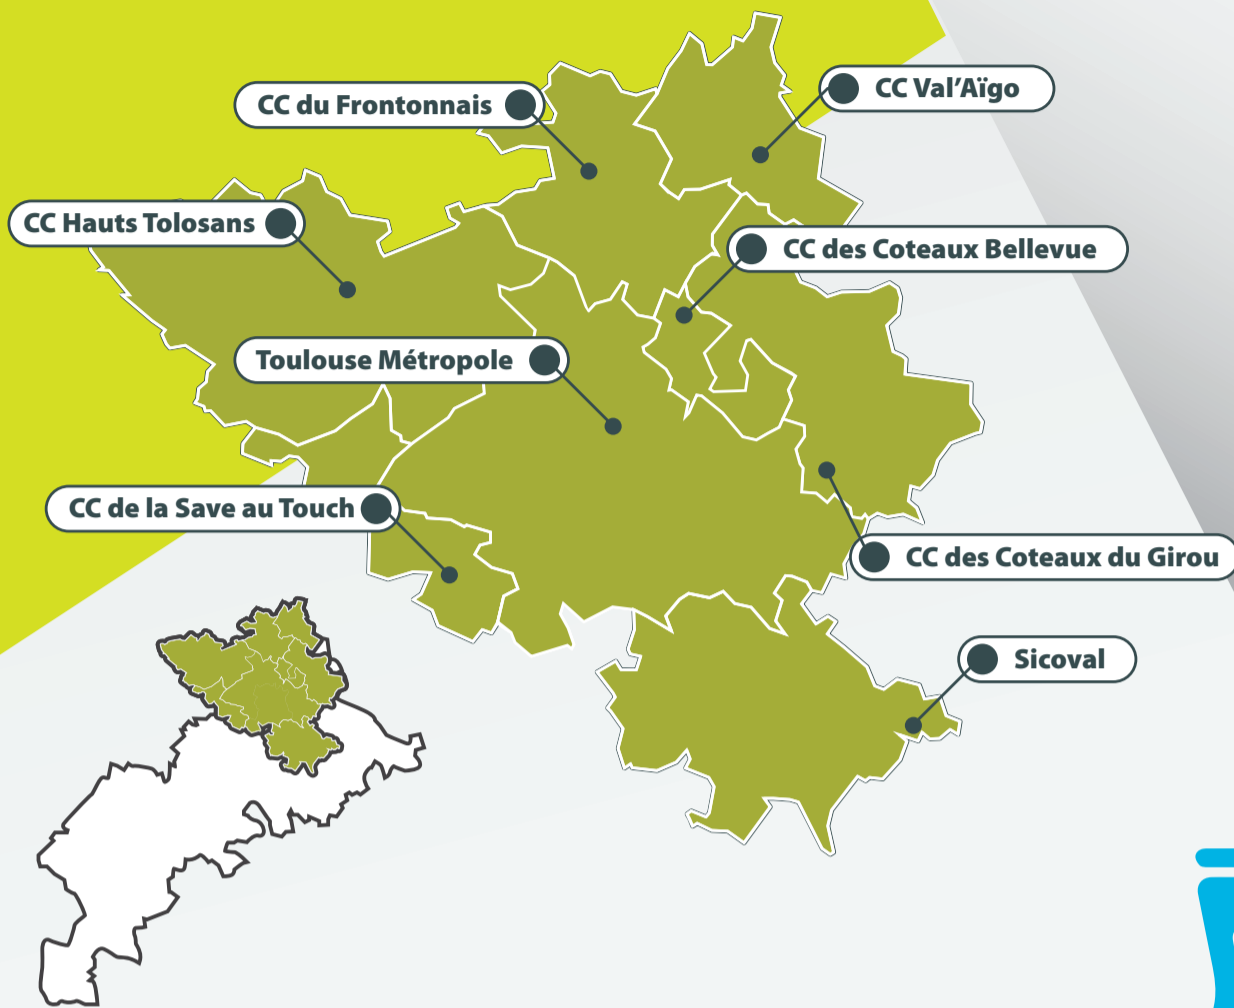 CC Val'Aïgo
CC du Frontonnais
CC Hauts Tolosans
CC des Coteaux Bellevue
Toulouse Métropole
CC de la Save au Touch
CC des Coteaux du Girou
Sicoval